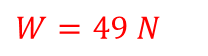 W = 49 N